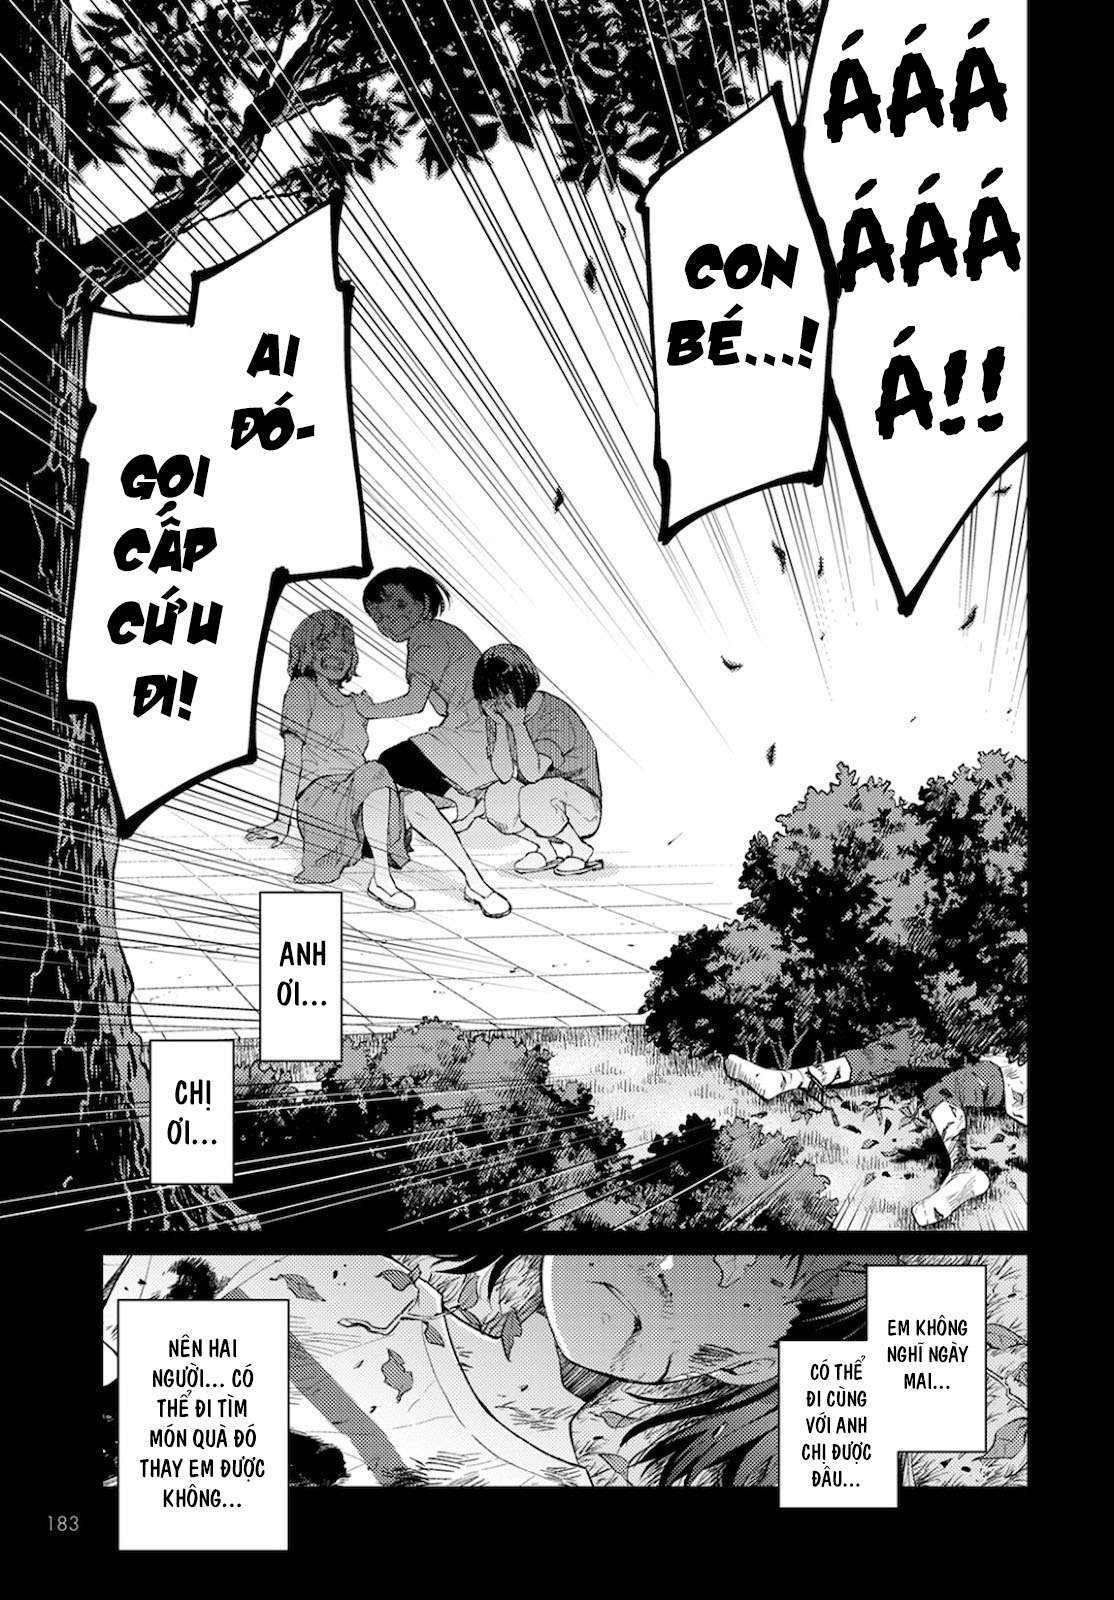 ÁÁÁ
ÁÁÁ
Á!!
CON
BÉ...!
AI
ĐÓ-
GỌI
CẤP
CỨU
ĐI!
ANH
ƠI...
CHỊ
ƠI...
EM KHÔNG
NGHĨ NGÀY
MAI...
CÓ THỂ
ĐI CÙNG
VỚI ANH
CHỊ ĐƯỢC
ĐÂU...
NÊN HAI
NGƯỜI... CÓ
THỂ ĐI TÌM
MÓN QUÀ ĐÓ
THAY EM ĐƯỢC
KHÔNG...
183